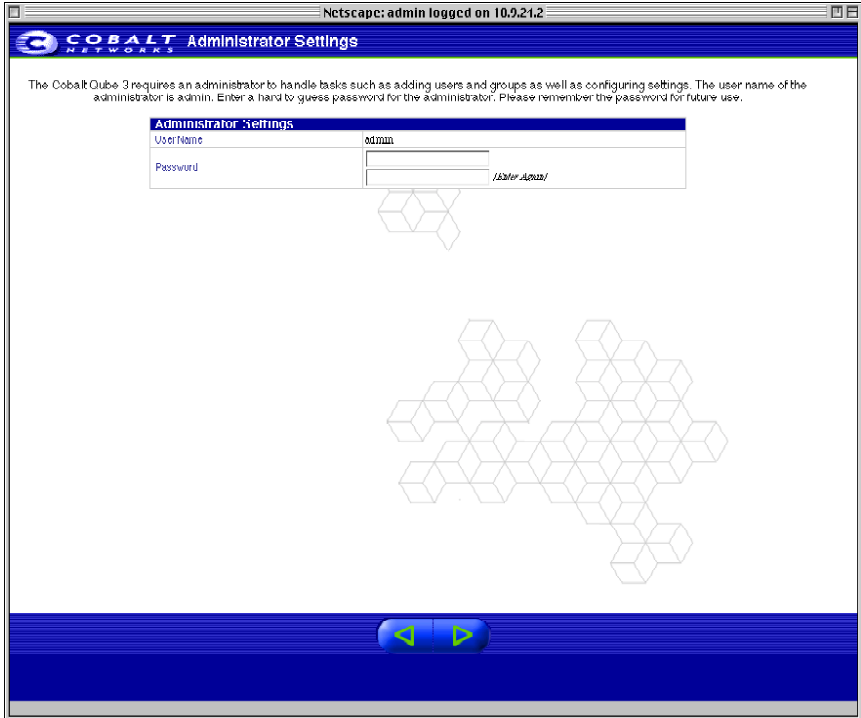 Netscape: admin logged on 10.9.21.2
COBALT NETWORKS Administrator Settings
The Cobalt Qube 3 requires an administrator to handle tasks such as adding users and groups as well as configuring settings. The user name of the
administrator is admin. Enter a hard to guess password for the administrator. Please remember the password for future use.
Administrator Settings
User Name admin
Password
(Enter Again)